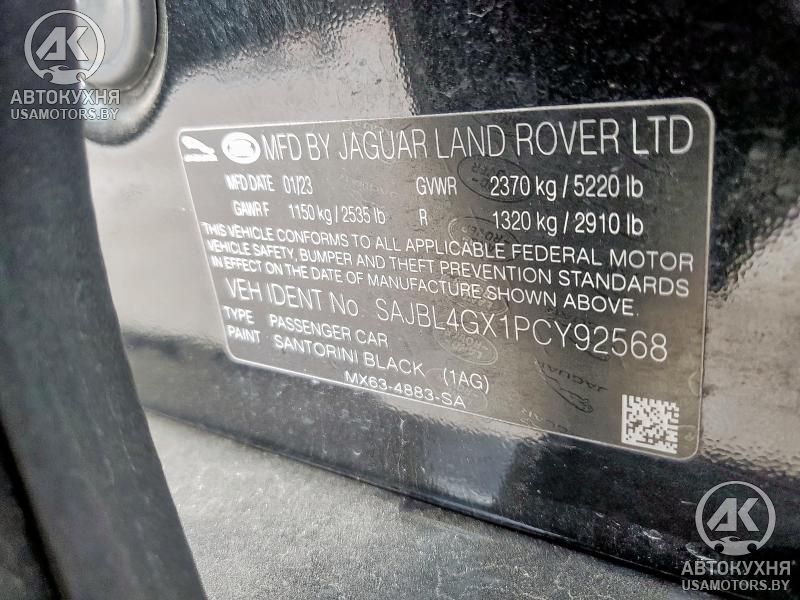 АВТОКУХНЯ
USAMOTORS.BY
MFD BY JAGUAR LAND ROVER LTD
MFD DATE 01/23 GVWR 2370 kg / 5220 lb
GAWR F 1150 kg / 2535 lb R 1320 kg / 2910 lb
THIS VEHICLE CONFORMS TO ALL APPLICABLE FEDERAL MOTOR
VEHICLE SAFETY, BUMPER AND THEFT PREVENTION STANDARDS
IN EFFECT ON THE DATE OF MANUFACTURE SHOWN ABOVE.
VEH IDENT No. SAJBL4GX1PCY92568
TYPE PASSENGER CAR
PAINT SANTORINI BLACK (1AG)
MX63-4883-SA
JAGUAR
АК
АВТОКУХНЯ
USAMOTORS.BY